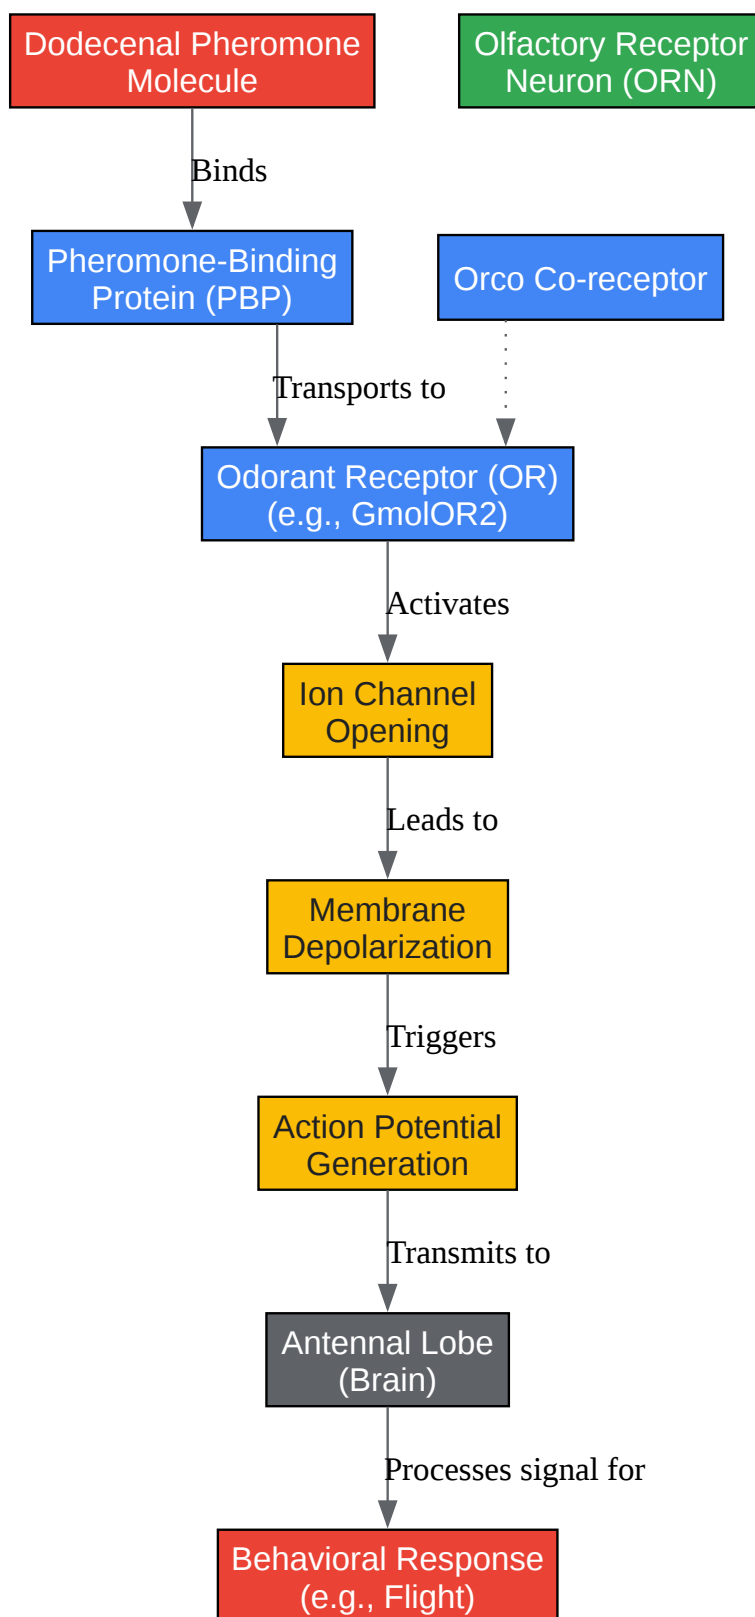 Dodecenal Pheromone
Molecule
Olfactory Receptor
Neuron (ORN)
Binds
Pheromone-Binding
Protein (PBP)
Orco Co-receptor
Transports to
Odorant Receptor (OR)
(e.g., GmolOR2)
Activates
Ion Channel
Opening
Leads to
Membrane
Depolarization
Triggers
Action Potential
Generation
Transmits to
Antennal Lobe
(Brain)
Processes signal for
Behavioral Response
(e.g., Flight)